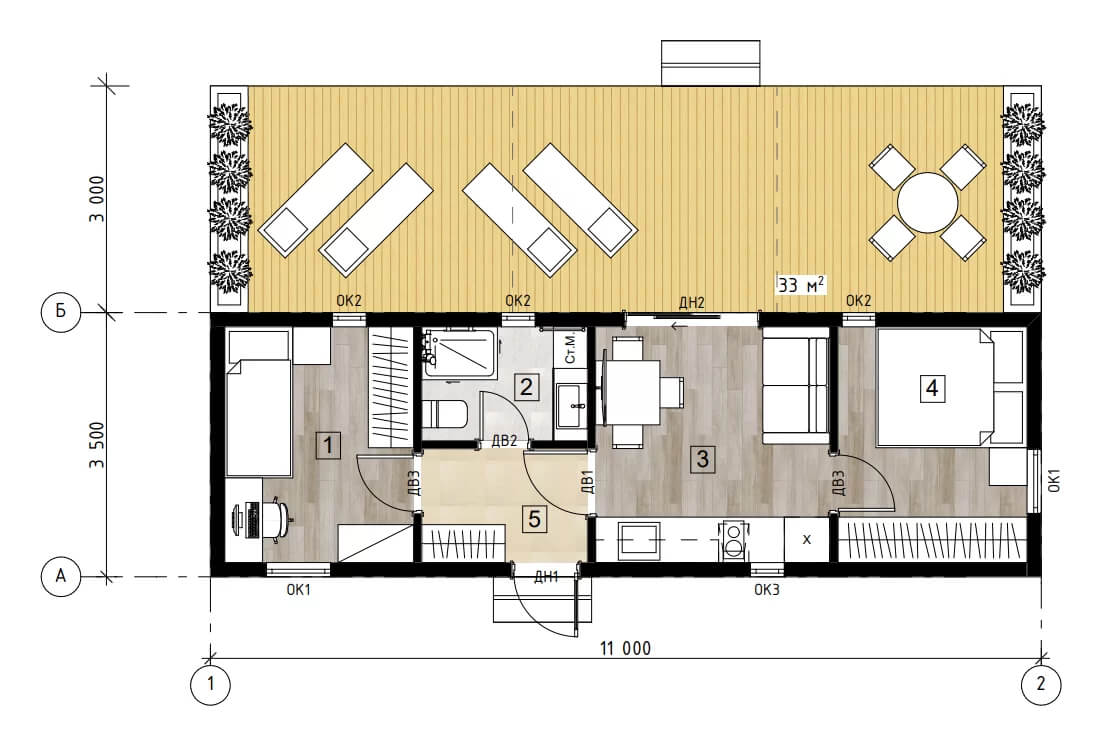 3 000
33 м²
Б
ОК2
ОК2
ДН2
ОК2
Ст.М.
2
4
1
ДВ2
3
3 500
ДВ3
ДВ1
ДВ3
ОК1
5
х
А
ДН1
ОК1
ОК3
11 000
1
2